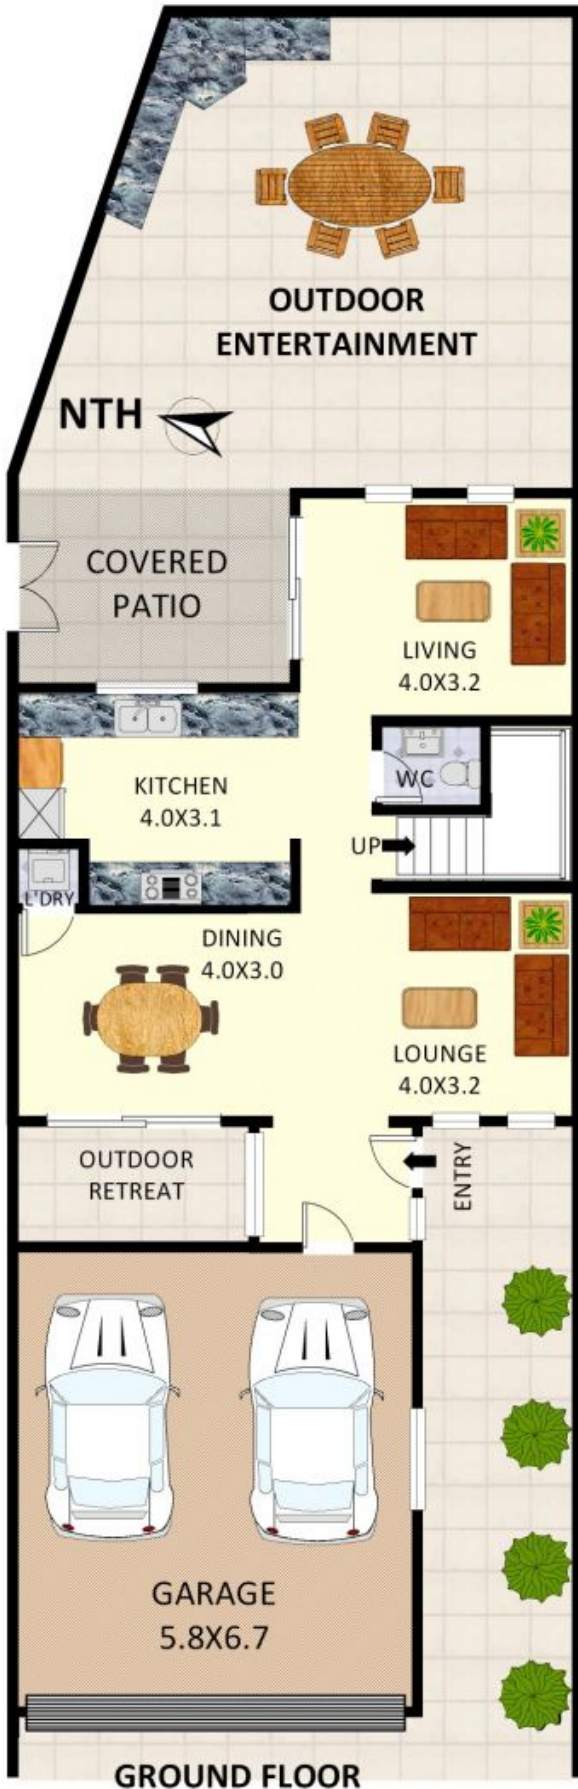 OUTDOOR
ENTERTAINMENT
NTH
COVERED
PATIO
LIVING
4.0X3.2
KITCHEN
4.0X3.1
WC
UP
L'DRY
DINING
4.0X3.0
LOUNGE
4.0X3.2
OUTDOOR
RETREAT
ENTRY
GARAGE
5.8X6.7
GROUND FLOOR